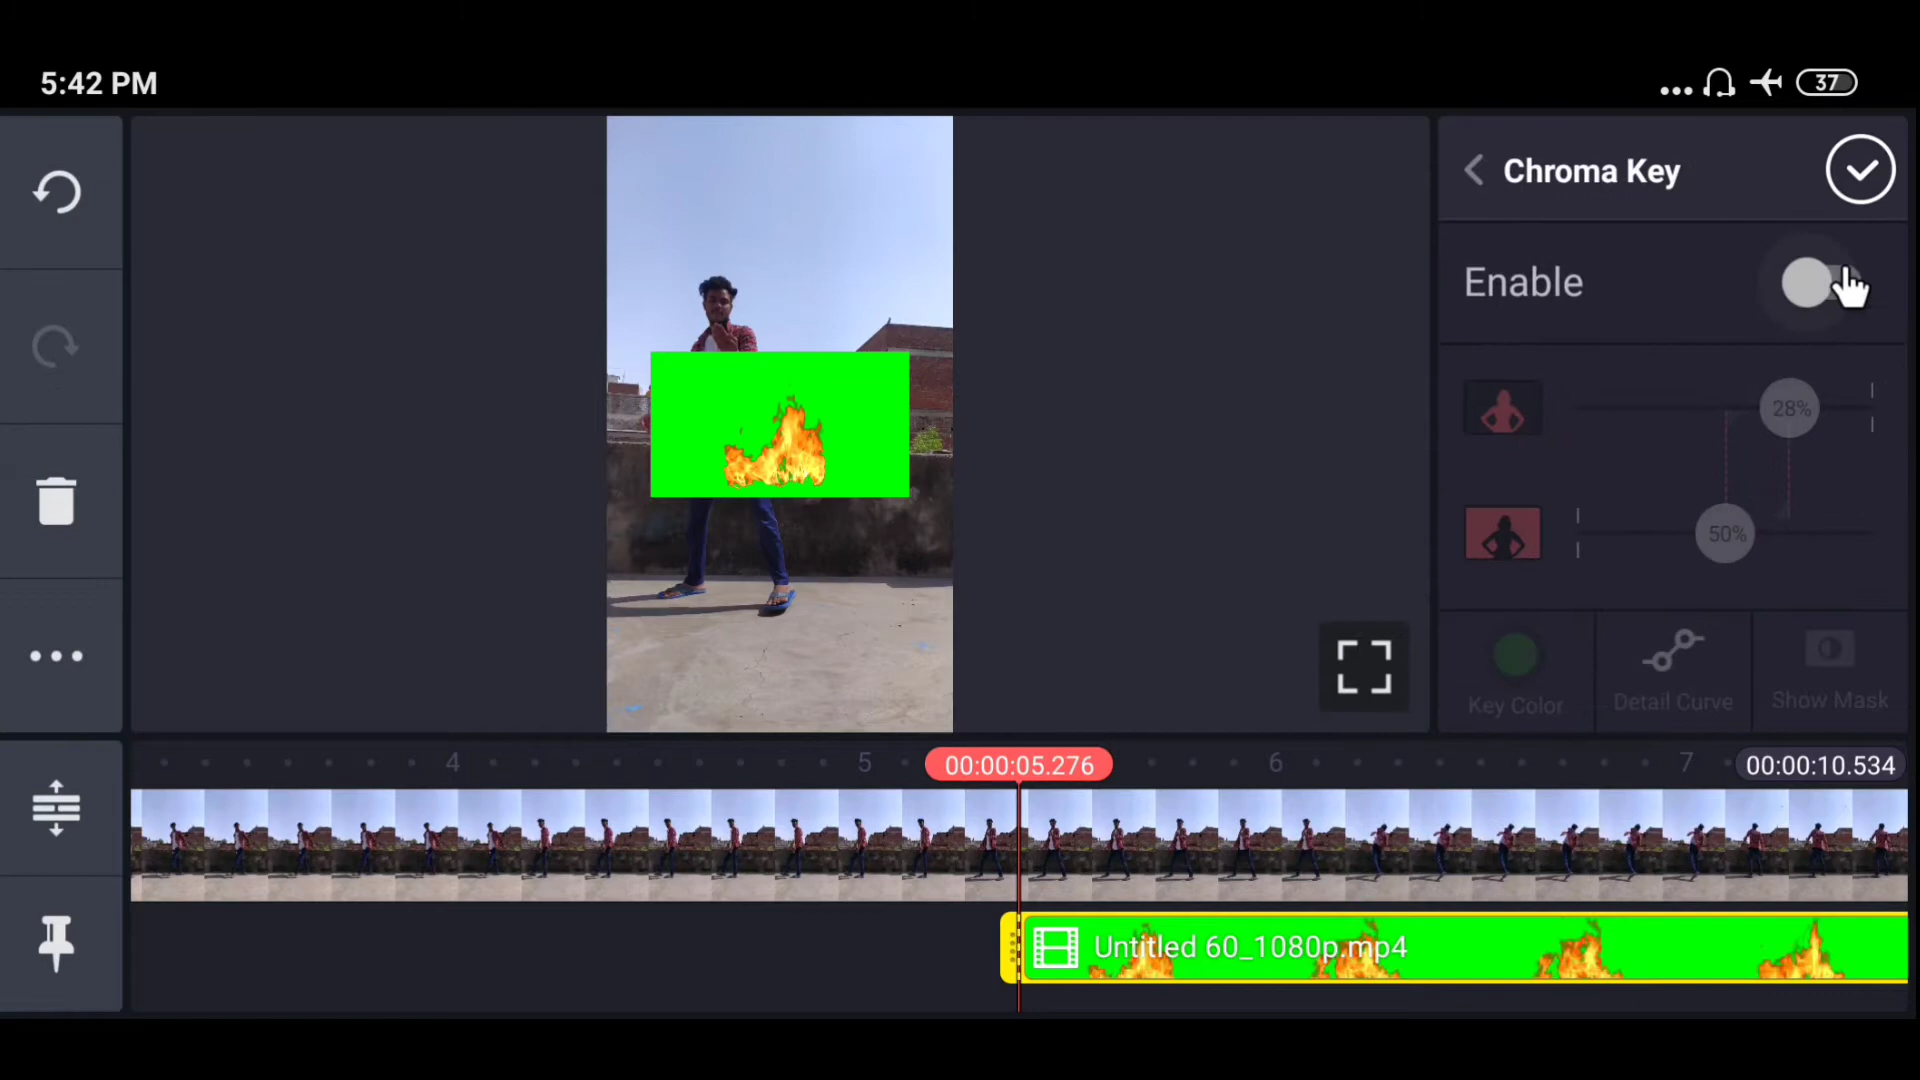 5:42 PM
37
Chroma Key
Enable
28%
50%
Key Color
Detail Curve
Show Mask
4
5
00:00:05.276
6
7
00:00:10.534
Untitled 60_1080p.mp4